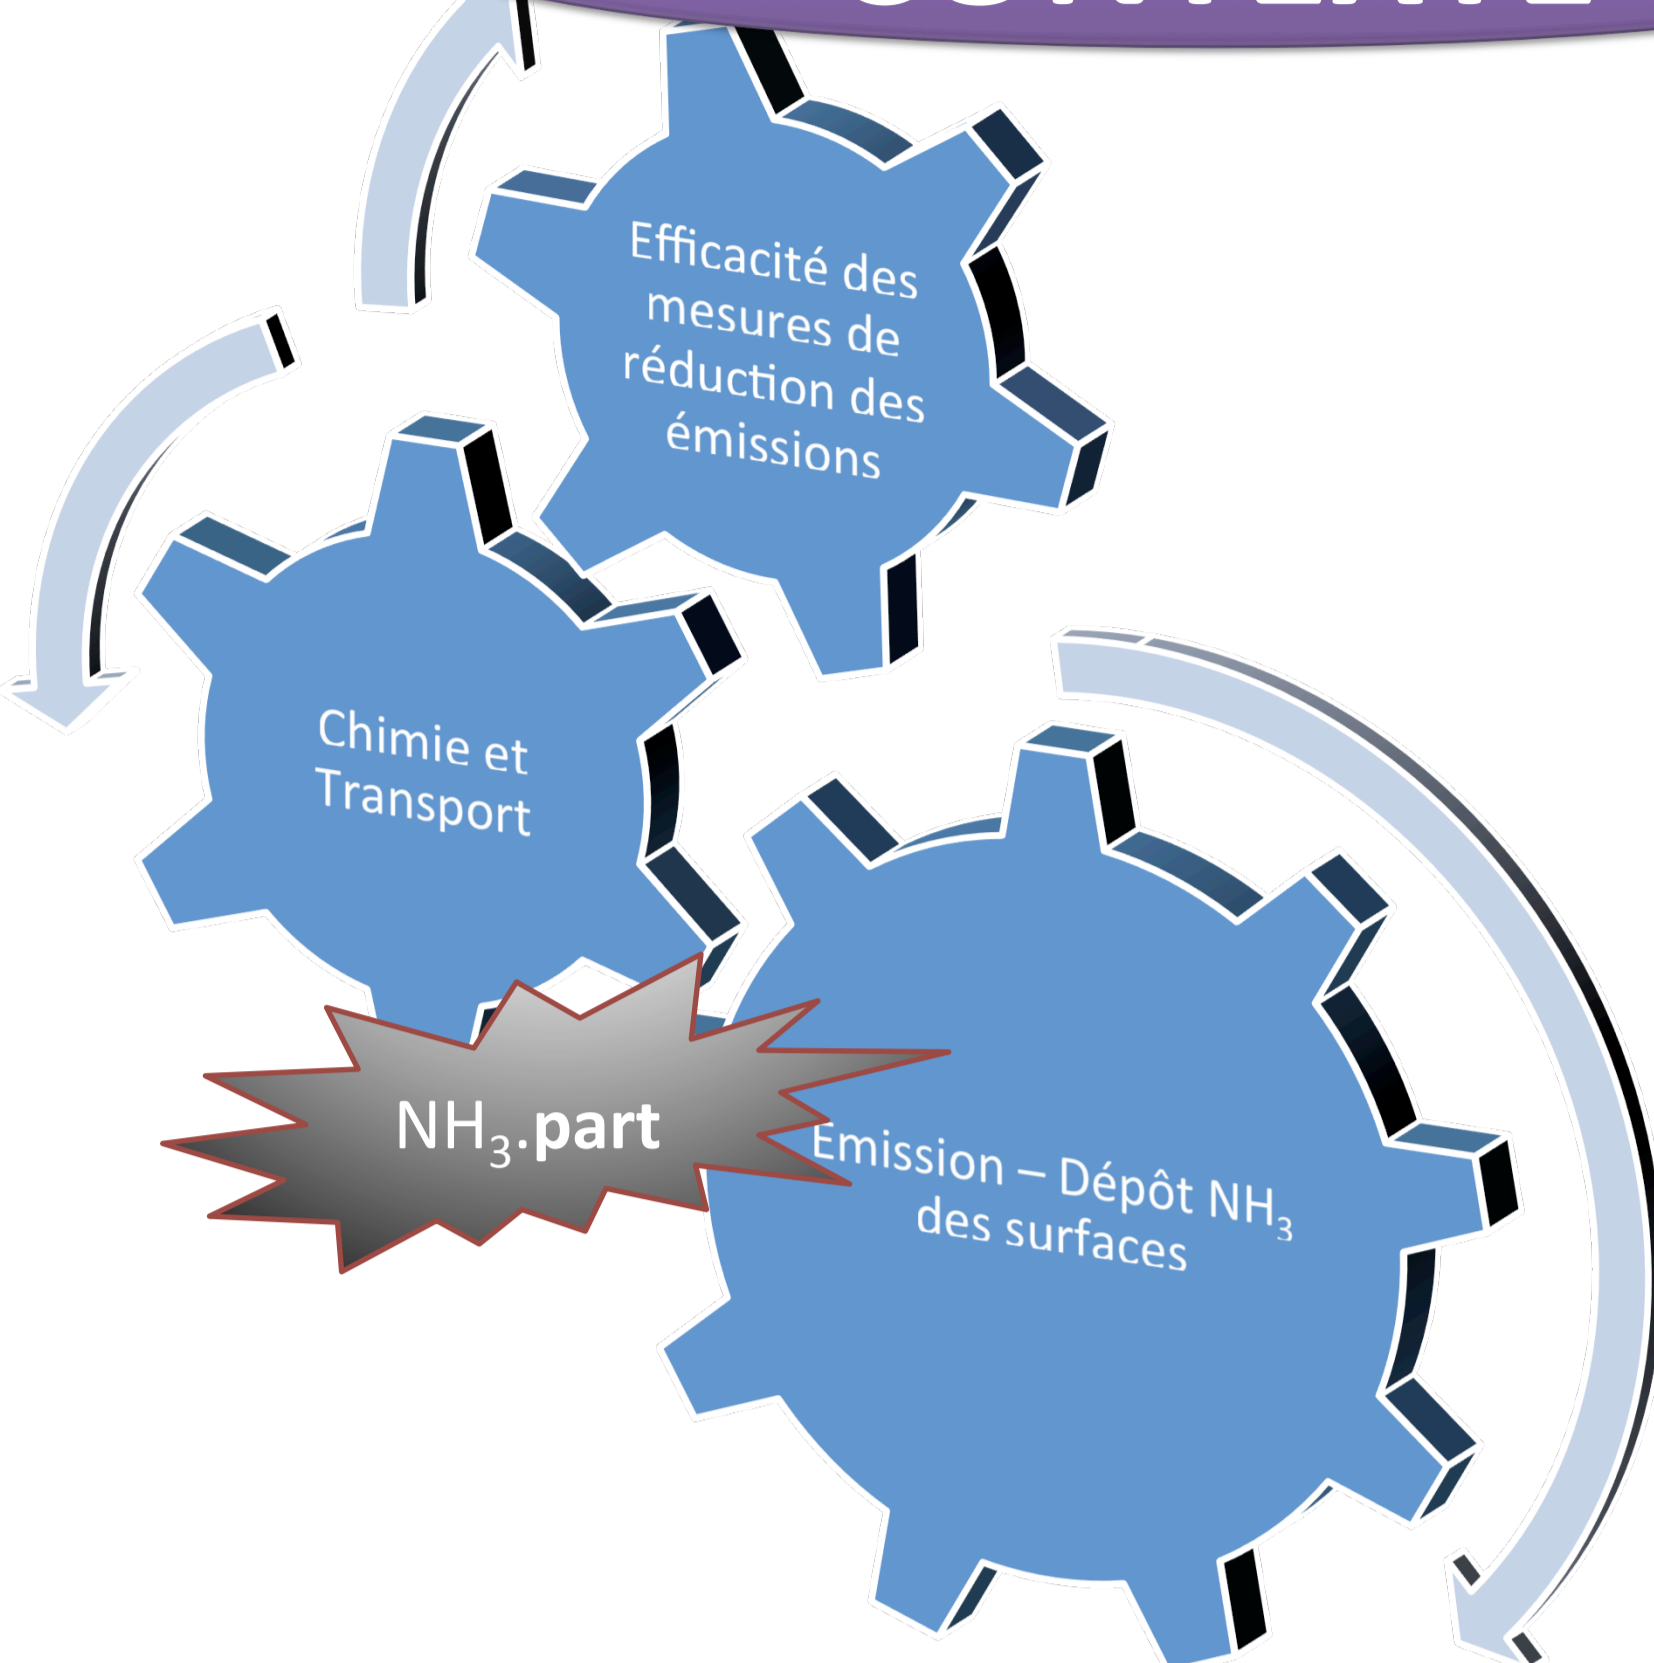 Efficacité des
mesures de
réduction des
émissions
Chimie et
Transport
NH₃.part
Emission – Dépôt NH₃
des surfaces